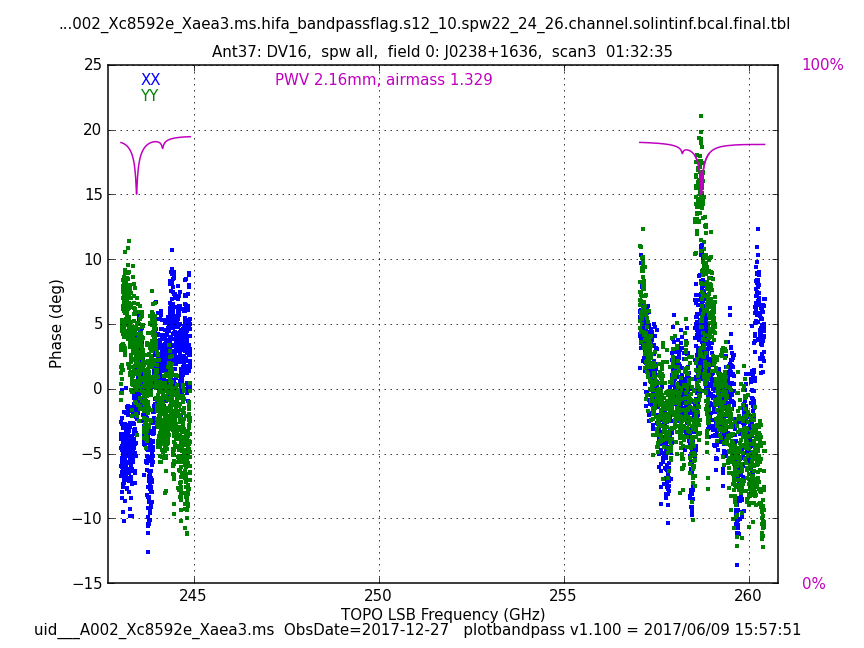 ...002_Xc8592e_Xaea3.ms.hifa_bandpassflag.s12_10.spw22_24_26.channel.solintinf.bcal.final.tbl
Ant37: DV16,  spw all,  field 0: J0238+1636,  scan3  01:32:35
25
100%
XX
PWV 2.16mm, airmass 1.329
YY
20
15
10
5
0
−5
−10
−15
0%
Phase (deg)
245
250
255
260
TOPO LSB Frequency (GHz)
uid___A002_Xc8592e_Xaea3.ms  ObsDate=2017-12-27   plotbandpass v1.100 = 2017/06/09 15:57:51